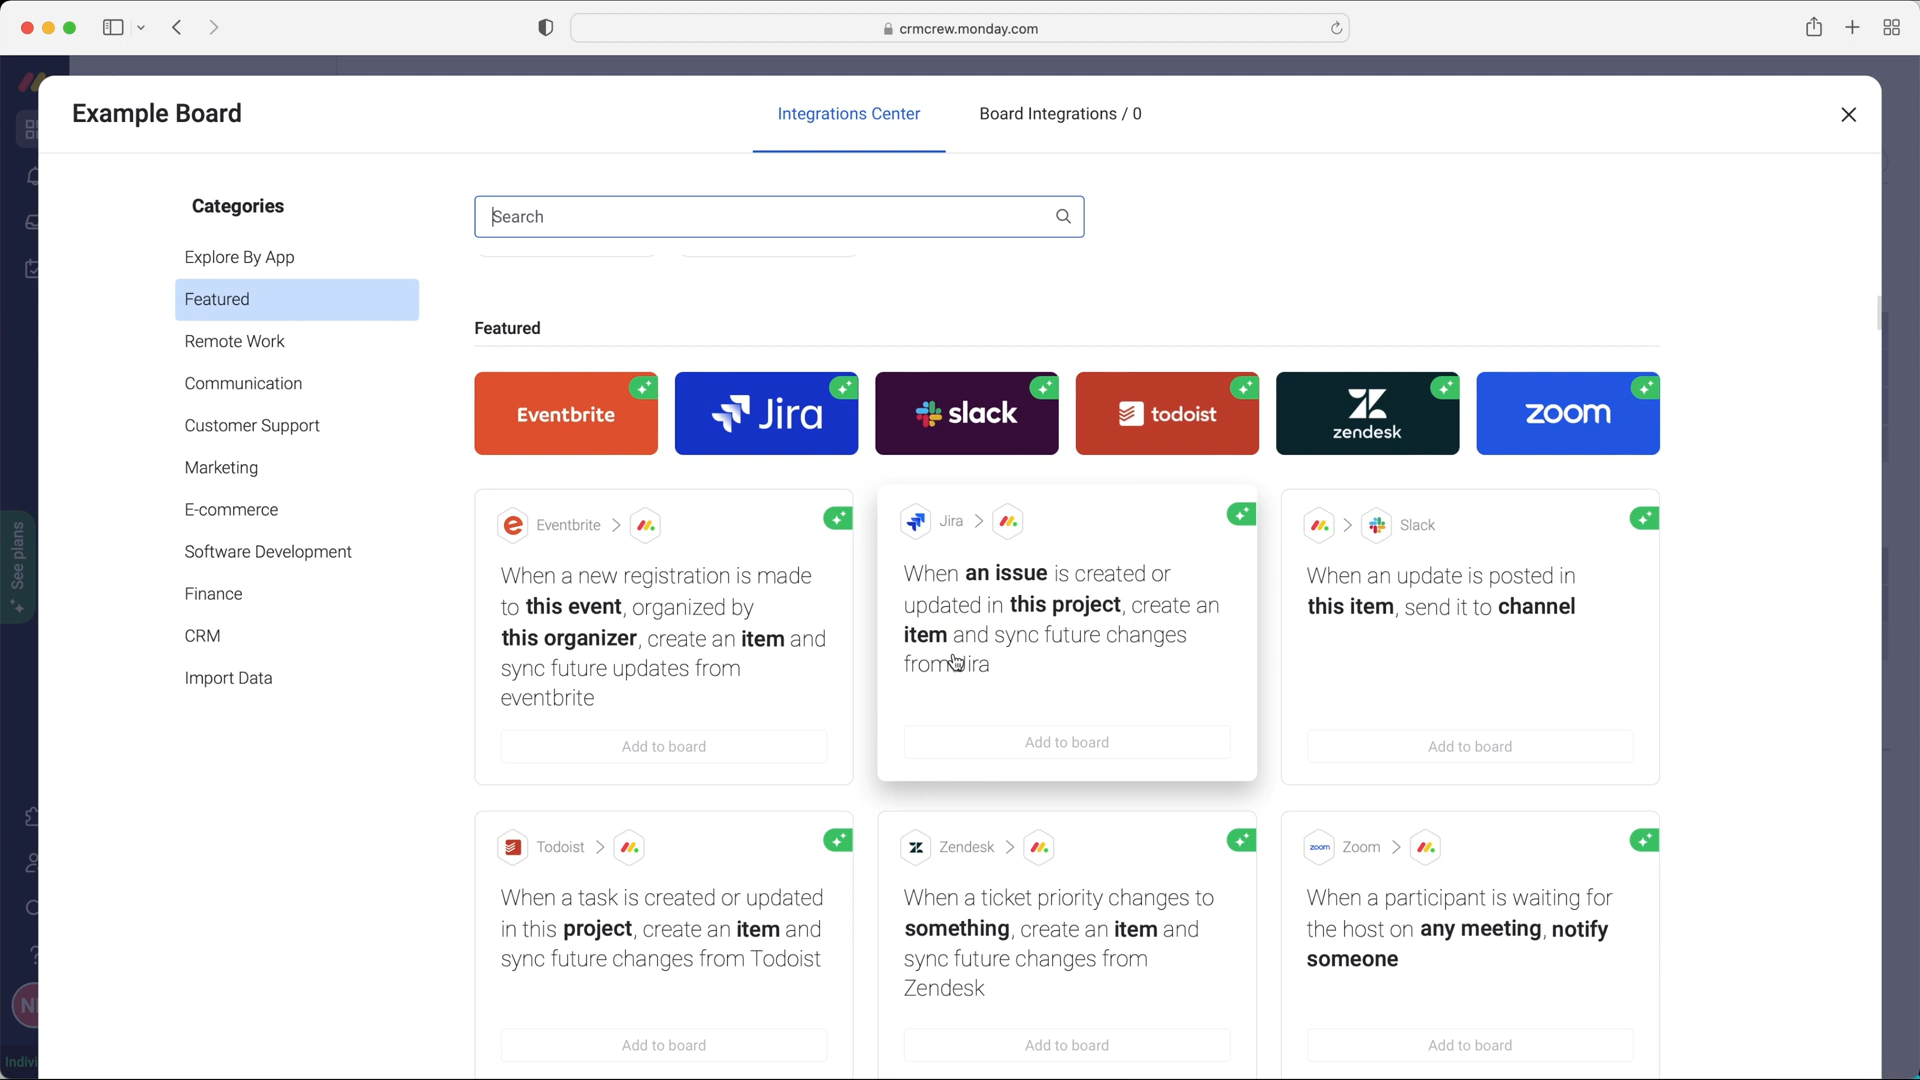 crmcrew.monday.com
Example Board
Integrations Center
Board Integrations / 0
Categories
Explore By App
Featured
Remote Work
Communication
Customer Support
Marketing
E-commerce
Software Development
Finance
CRM
Import Data
See plans
NI
Indivi
Search
Featured
Eventbrite
Jira
slack
todoist
zendesk
zoom
Eventbrite
When a new registration is made
to this event, organized by
this organizer, create an item and
sync future updates from
eventbrite
Add to board
Jira
When an issue is created or
updated in this project, create an
item and sync future changes
from Jira
Add to board
Slack
When an update is posted in
this item, send it to channel
Add to board
Todoist
When a task is created or updated
in this project, create an item and
sync future changes from Todoist
Add to board
Zendesk
When a ticket priority changes to
something, create an item and
sync future changes from
Zendesk
Add to board
zoom
Zoom
When a participant is waiting for
the host on any meeting, notify
someone
Add to board